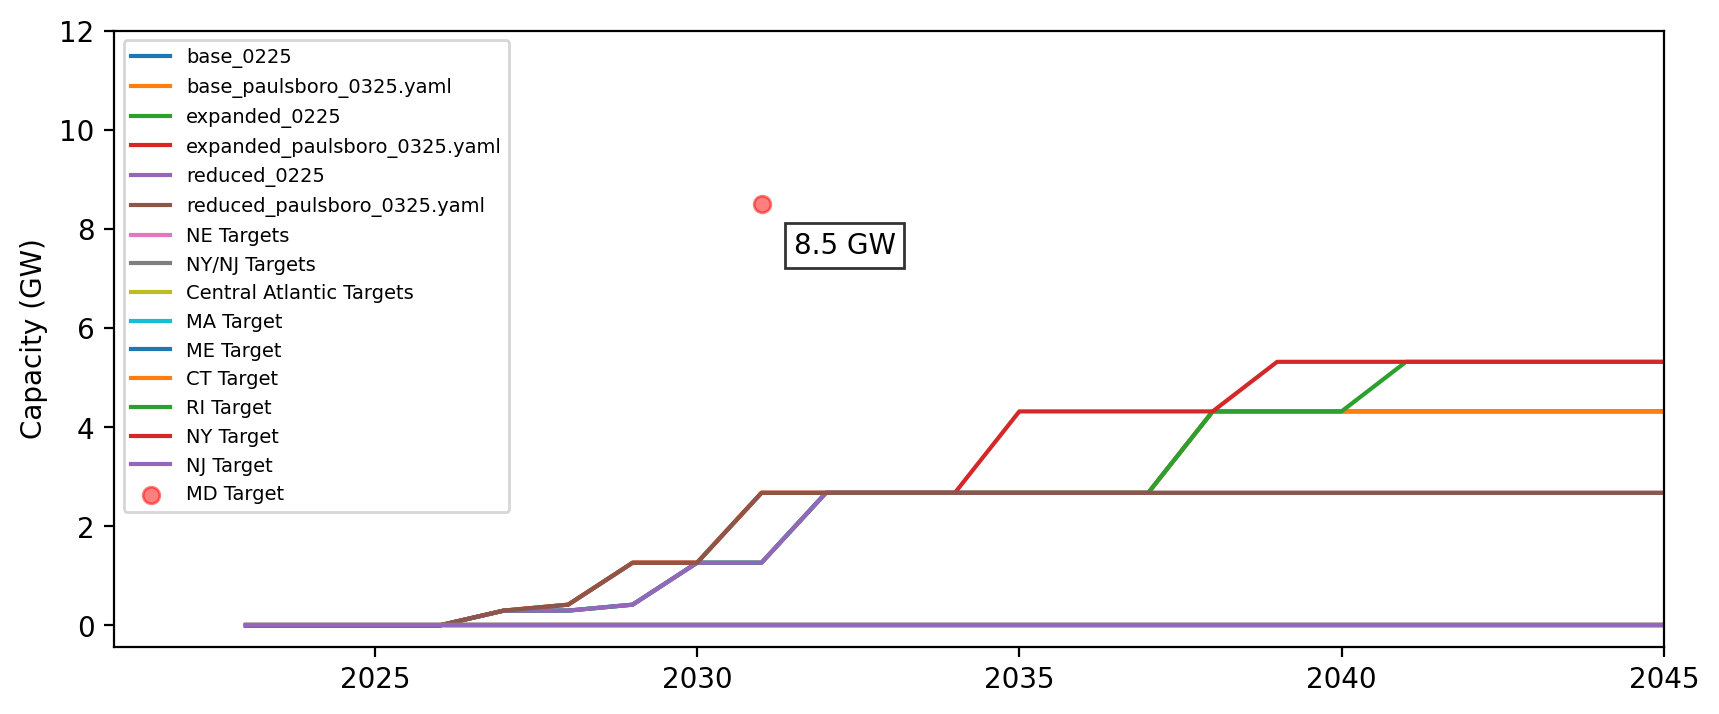 12
10
8
6
4
2
0
Capacity (GW)
base_0225
base_paulsboro_0325.yaml
expanded_0225
expanded_paulsboro_0325.yaml
reduced_0225
reduced_paulsboro_0325.yaml
NE Targets
NY/NJ Targets
Central Atlantic Targets
MA Target
ME Target
CT Target
RI Target
NY Target
NJ Target
MD Target
8.5 GW
2025
2030
2035
2040
2045